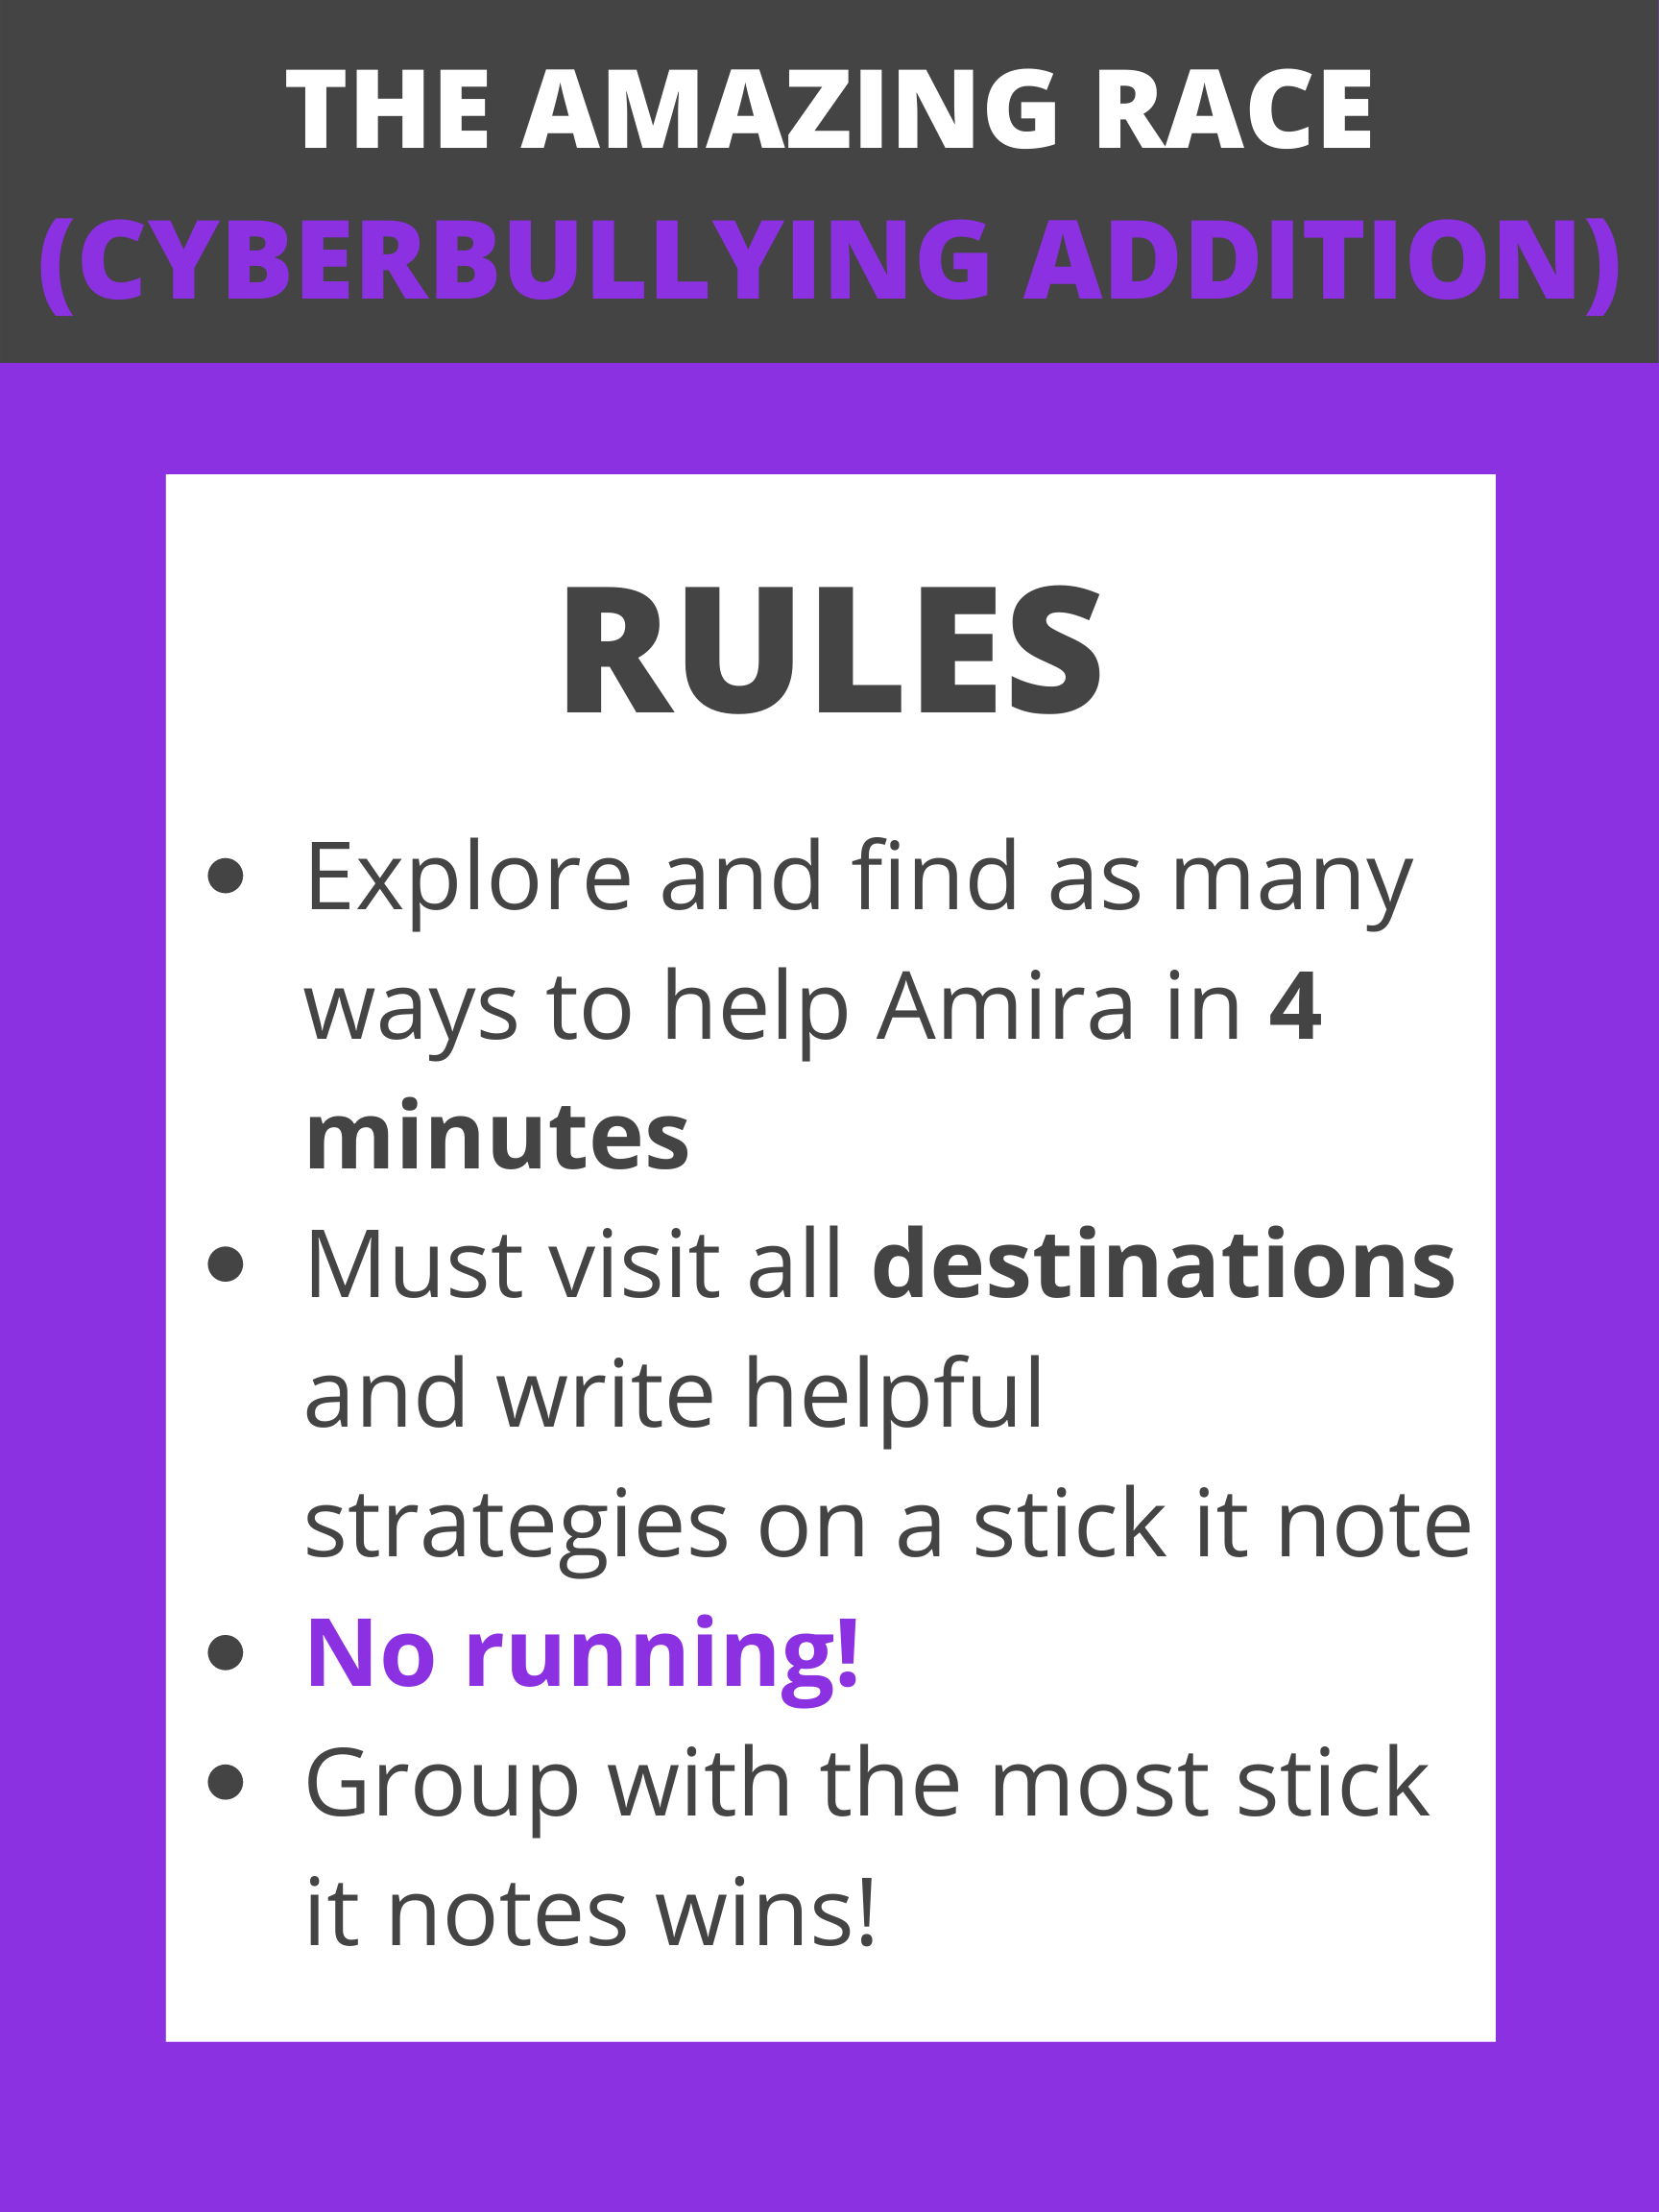 THE AMAZING RACE
(CYBERBULLYING ADDITION)
RULES
• Explore and find as many
ways to help Amira in 4
minutes
• Must visit all destinations
and write helpful
strategies on a stick it note
• No running!
• Group with the most stick
it notes wins!